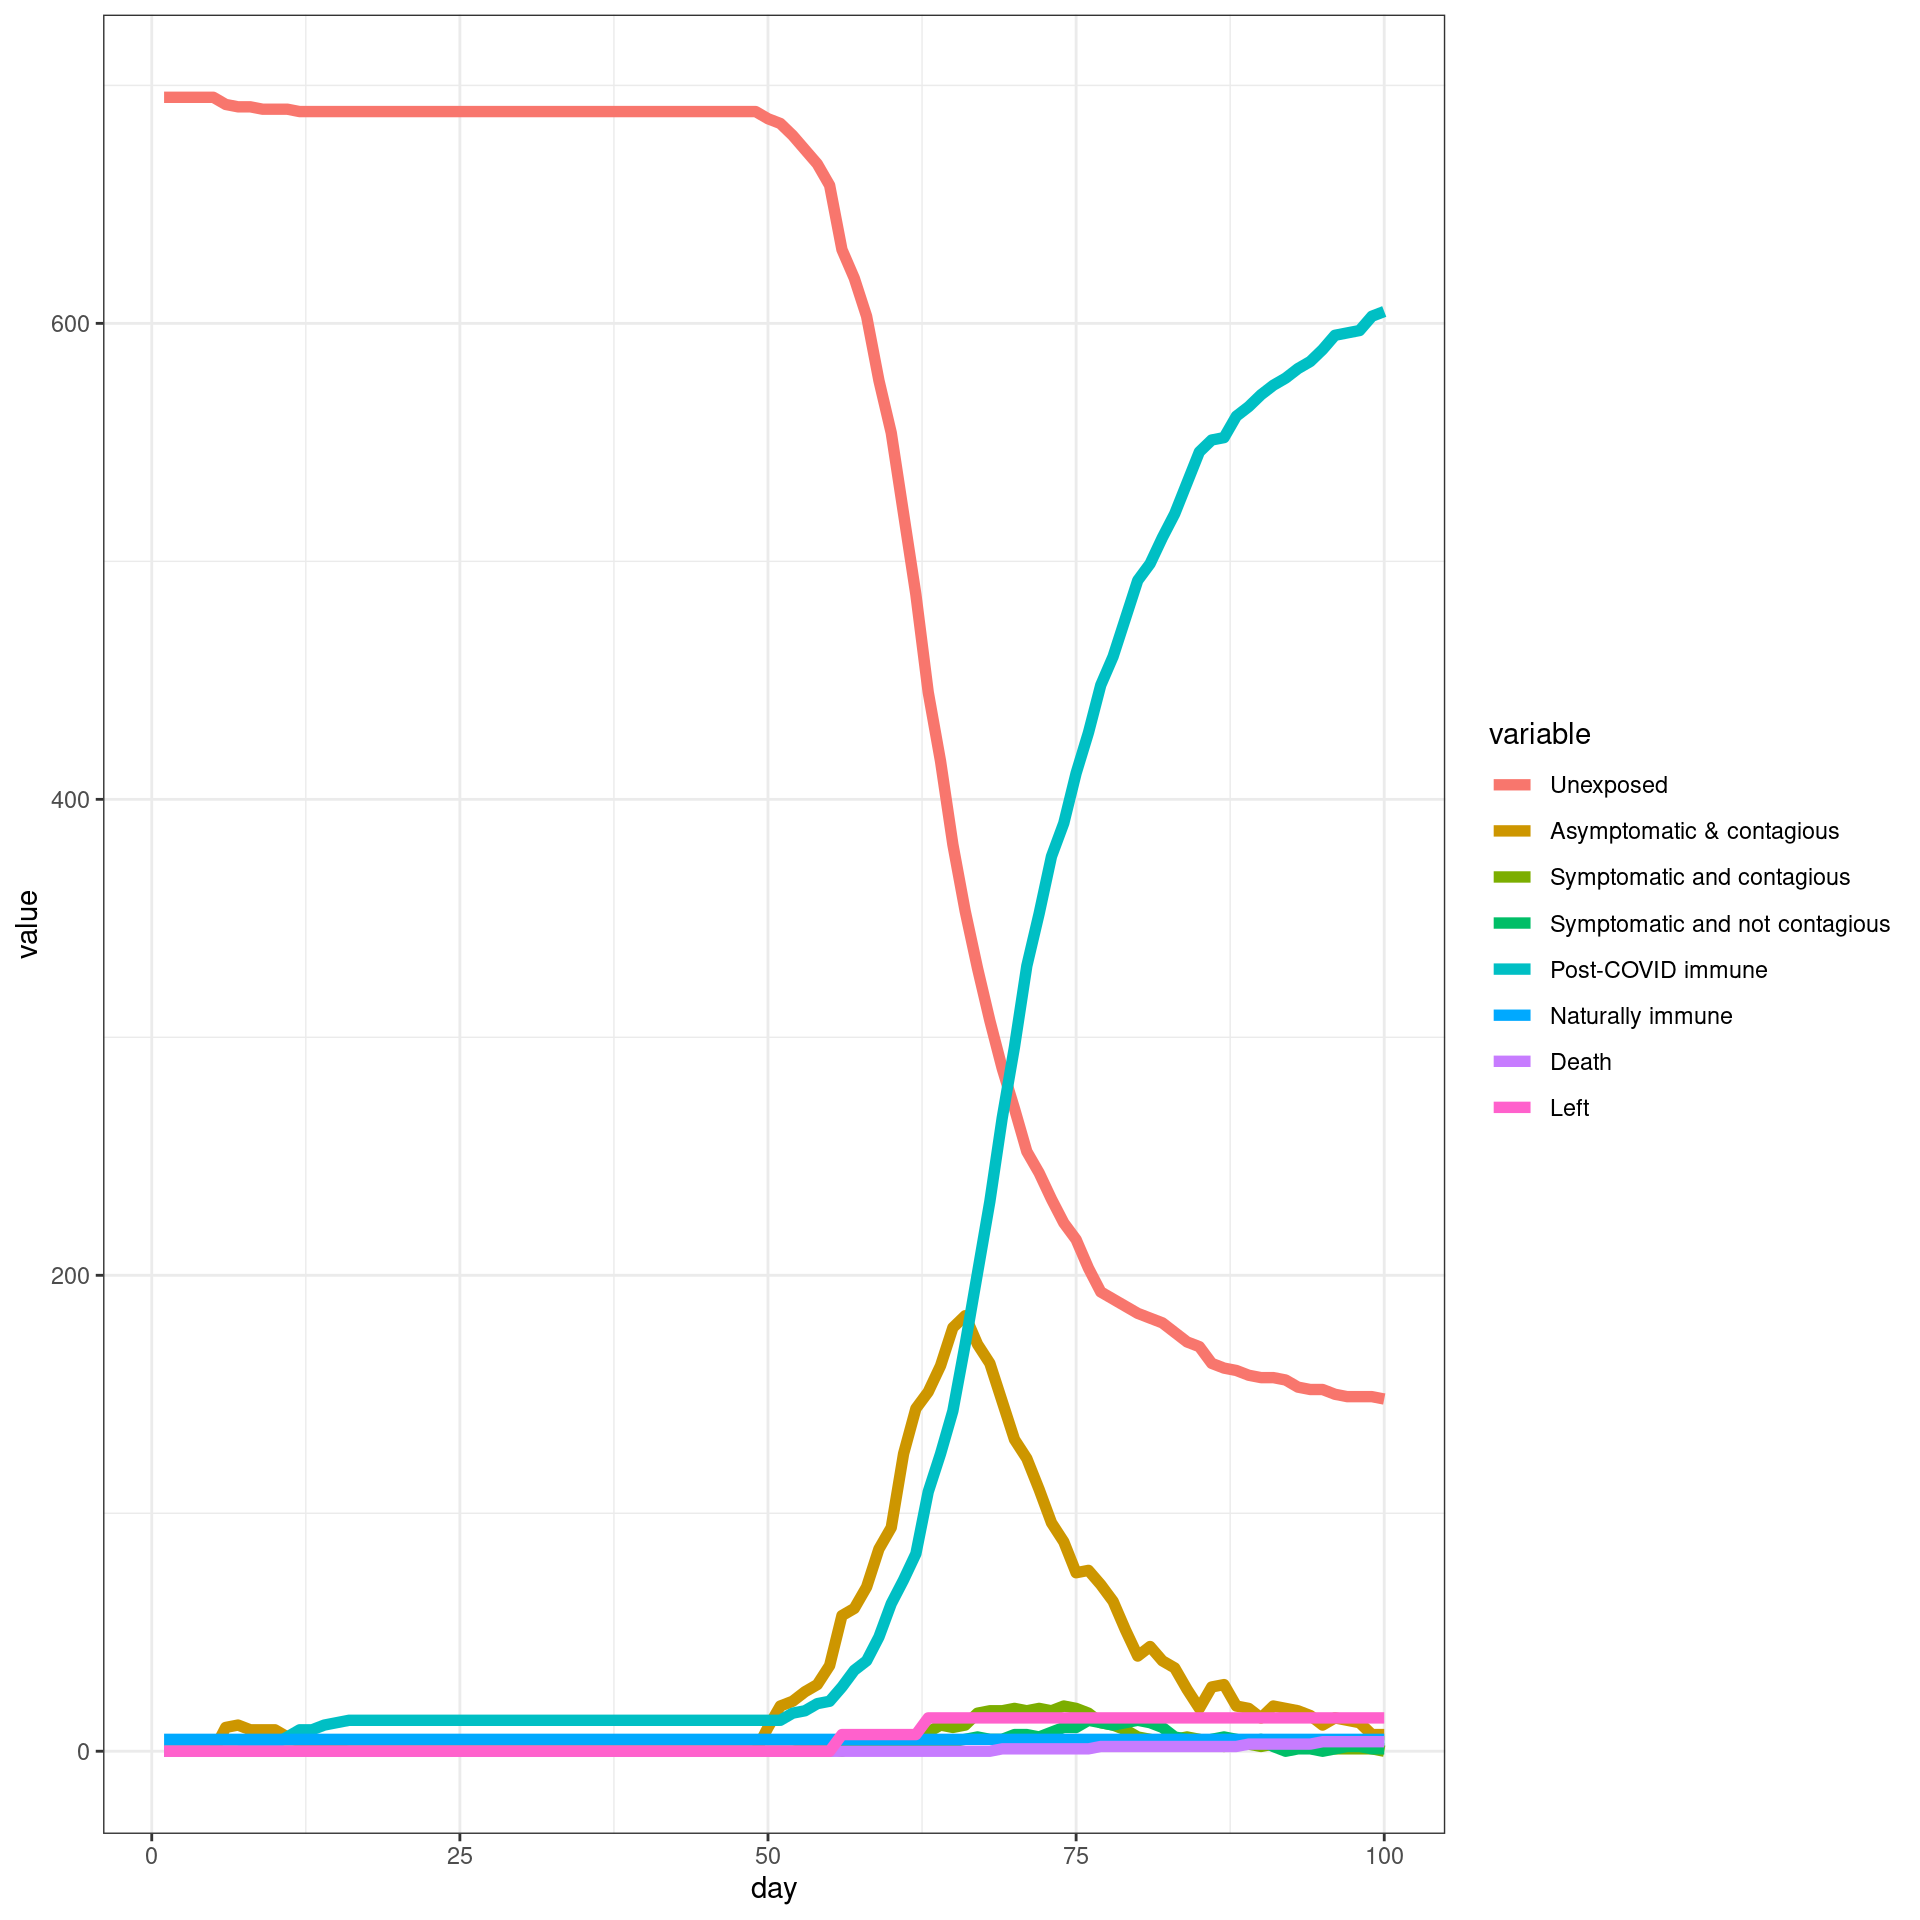 600
400
200
0
value
0 25 50 75 100
day
variable
Unexposed
Asymptomatic & contagious
Symptomatic and contagious
Symptomatic and not contagious
Post-COVID immune
Naturally immune
Death
Left